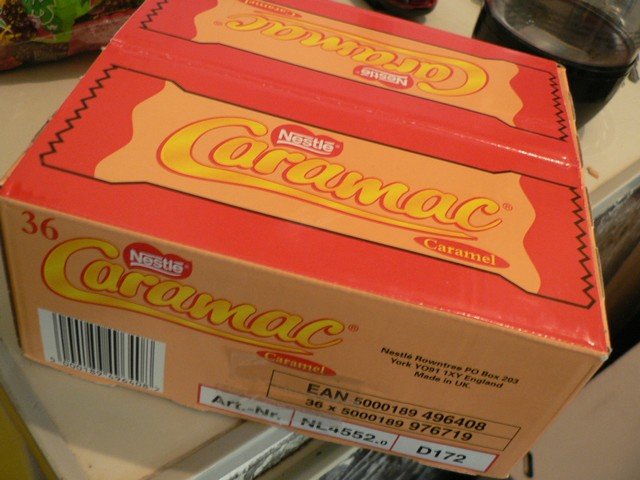 Caramac
Nestlé
Nestlé
Caramac®
Caramel
36
Nestlé
Caramac®
Caramel
Nestlé Rowntree PO Box 203
York YO91 1XY England
Made in UK
EAN 5000189 496408
36 x 5000189 976719
Art.-Nr. NL4552.0 D172